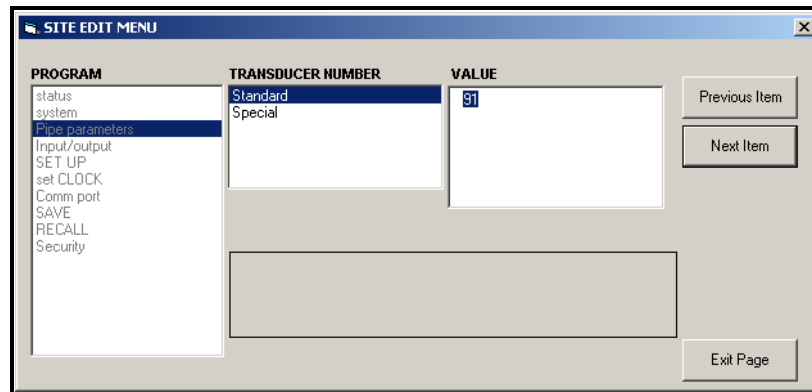 SITE EDIT MENU
PROGRAM
status
system
Pipe parameters
Input/output
SET UP
set CLOCK
Comm port
SAVE
RECALL
Security
TRANSDUCER NUMBER
Standard
Special
VALUE
91
Previous Item
Next Item
Exit Page